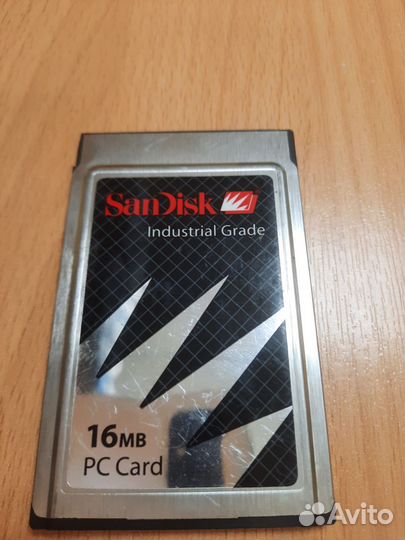 SanDisk
Industrial Grade
16MB
PC Card
Avito